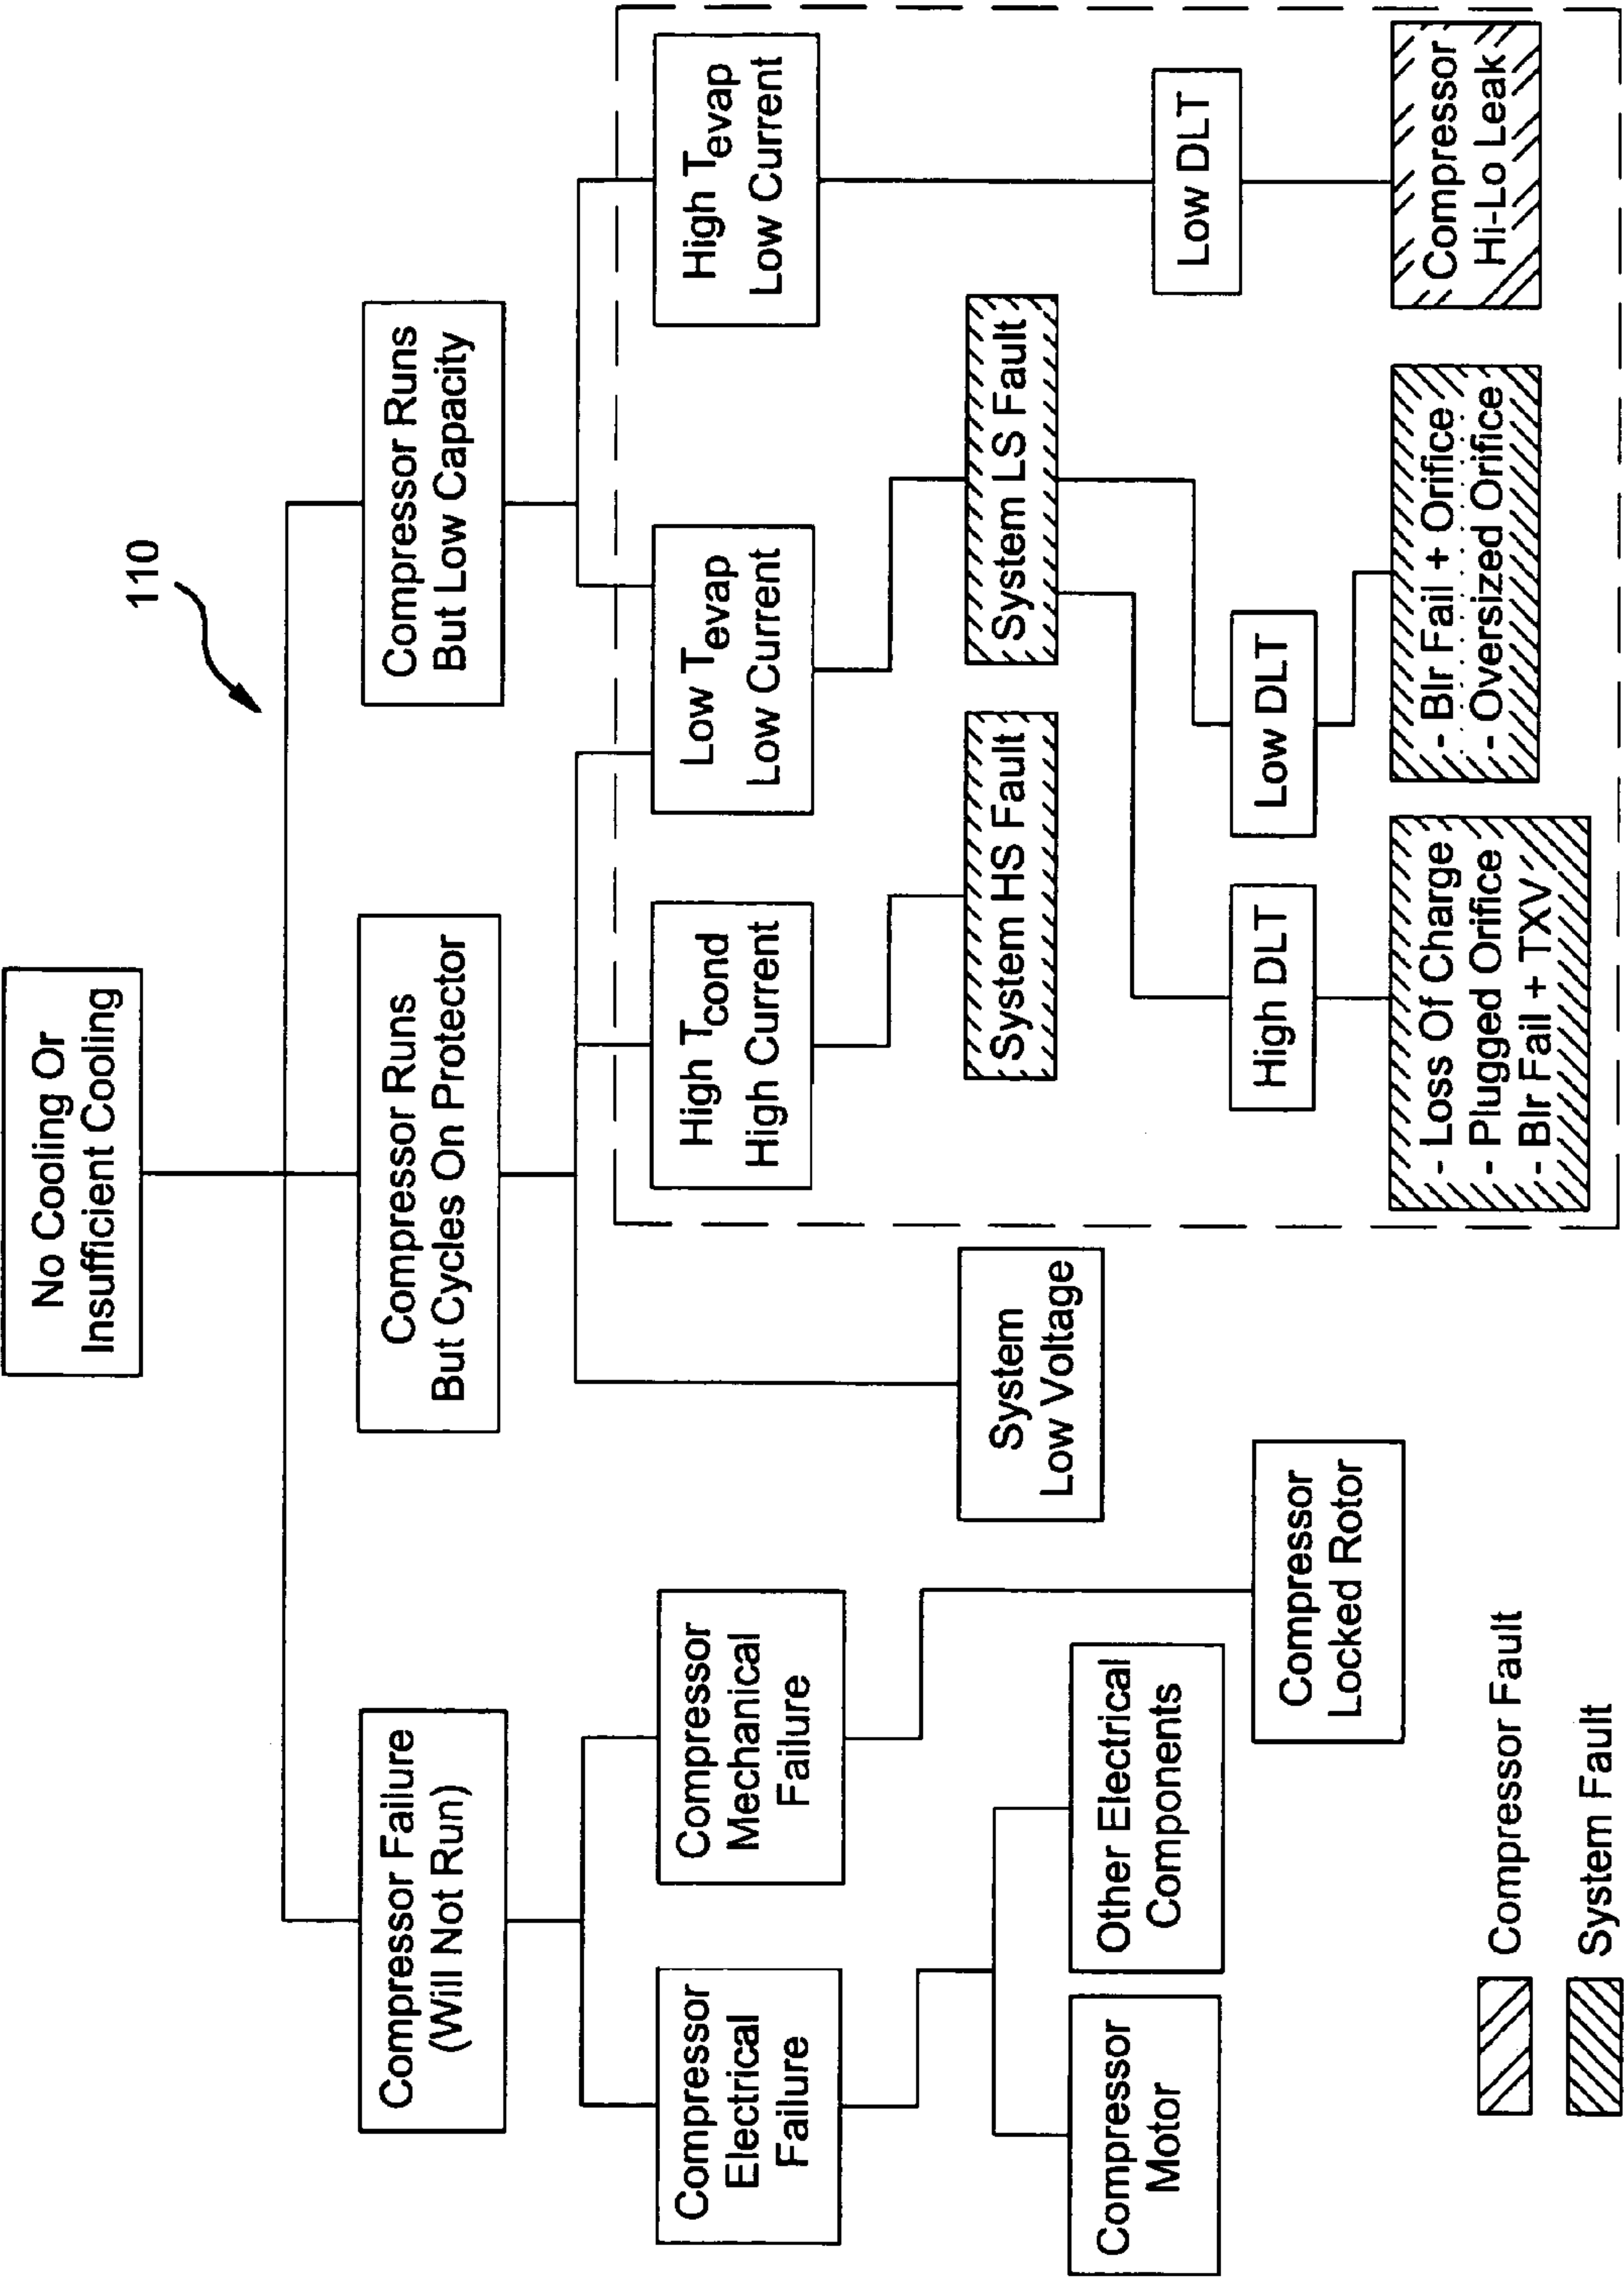 110
No Cooling Or
Insufficient Cooling
Compressor Failure
(Will Not Run)
Compressor Runs
But Cycles On Protector
Compressor Runs
But Low Capacity
Compressor
Electrical
Failure
Compressor
Mechanical
Failure
High Tcond
High Current
Low Tevap
Low Current
High Tevap
Low Current
System
Low Voltage
System HS Fault
System LS Fault
Compressor
Motor
Other Electrical
Components
Compressor
Locked Rotor
High DLT
Low DLT
Low DLT
- Loss Of Charge
- Plugged Orifice
- Blr Fail + TXV
- Blr Fail + Orifice
- Oversized Orifice
Compressor
Hi-Lo Leak
Compressor Fault
System Fault